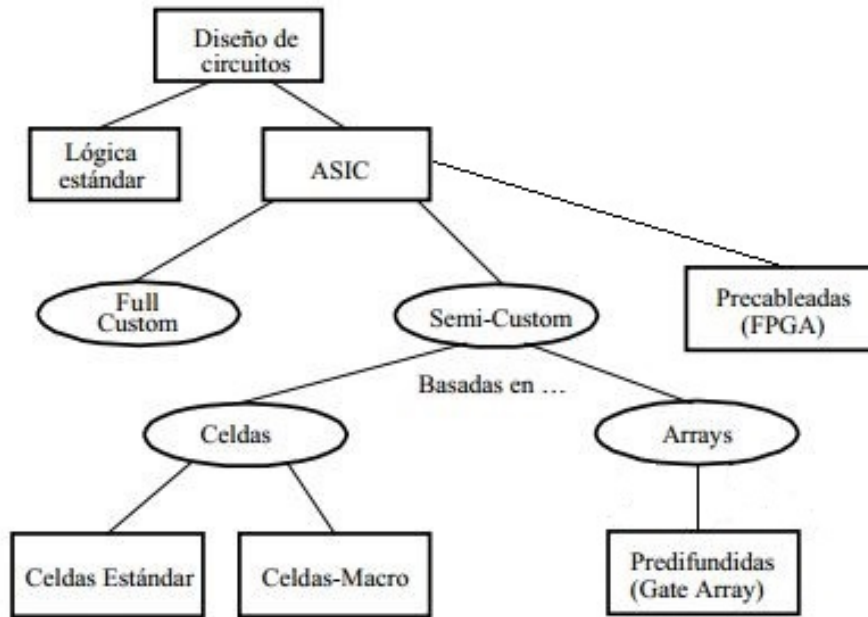 Diseño de
circuitos
Lógica
estándar
ASIC
Full
Custom
Semi-Custom
Precableadas
(FPGA)
Basadas en ...
Celdas
Arrays
Celdas Estándar
Celdas-Macro
Predifundidas
(Gate Array)